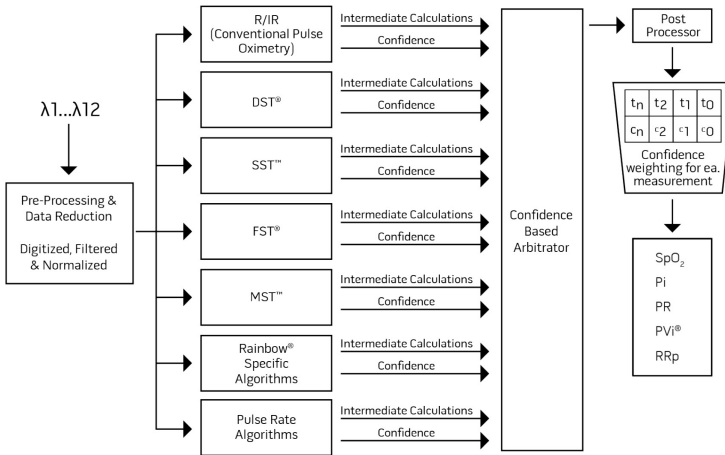 λ1...λ12
Pre-Processing &
Data Reduction
Digitized, Filtered
& Normalized
R/IR
(Conventional Pulse
Oximetry)
Intermediate Calculations
Confidence
DST®
Intermediate Calculations
Confidence
SST™
Intermediate Calculations
Confidence
FST®
Intermediate Calculations
Confidence
MST™
Intermediate Calculations
Confidence
Rainbow®
Specific
Algorithms
Intermediate Calculations
Confidence
Pulse Rate
Algorithms
Intermediate Calculations
Confidence
Confidence
Based
Arbitrator
Post
Processor
tn t2 t1 t0
cn c2 c1 c0
Confidence
weighting for ea.
measurement
SpO₂
Pi
PR
PVi®
RRp